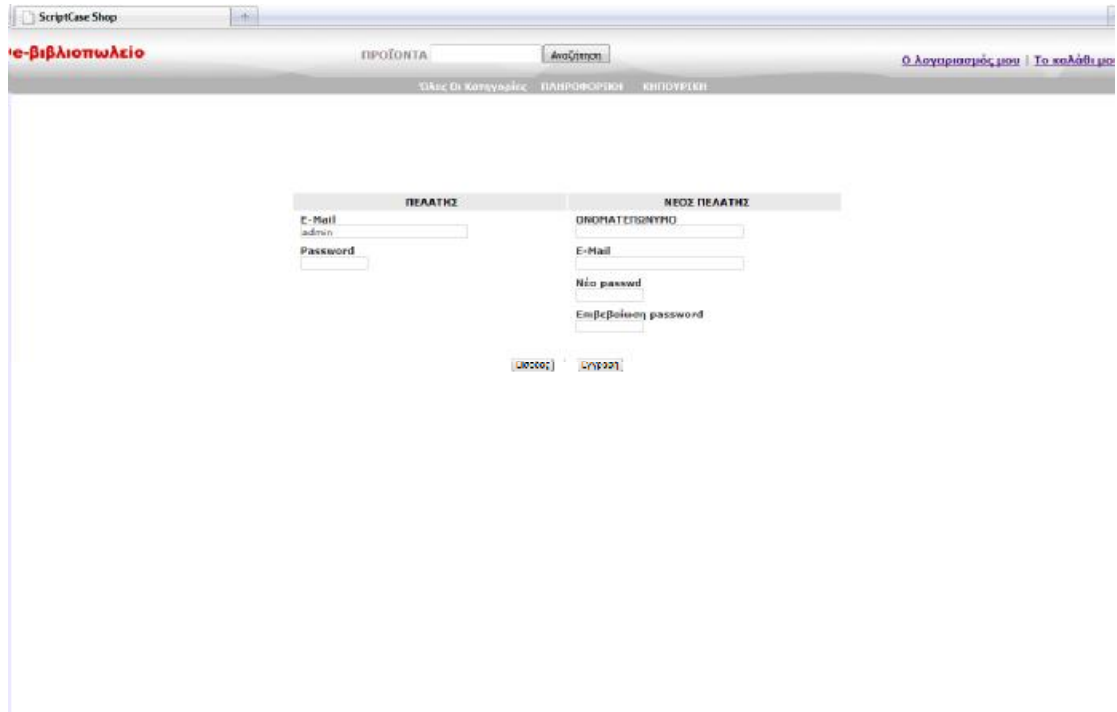 ScriptCase Shop
e-βιβλιοπωλείο
ΠΡΟΪΟΝΤΑ Αναζήτηση
Ο λογαριασμός μου | Το καλάθι μου
Όλες Οι Κατηγορίες ΠΛΗΡΟΦΟΡΙΚΗ ΚΗΠΟΥΡΙΚΗ
ΠΕΛΑΤΗΣ ΝΕΟΣ ΠΕΛΑΤΗΣ
E-Mail ΟΝΟΜΑΤΕΠΩΝΥΜΟ
admin
Password E-Mail
Νέο passwd
Επιβεβαίωση password
Εγγραφή